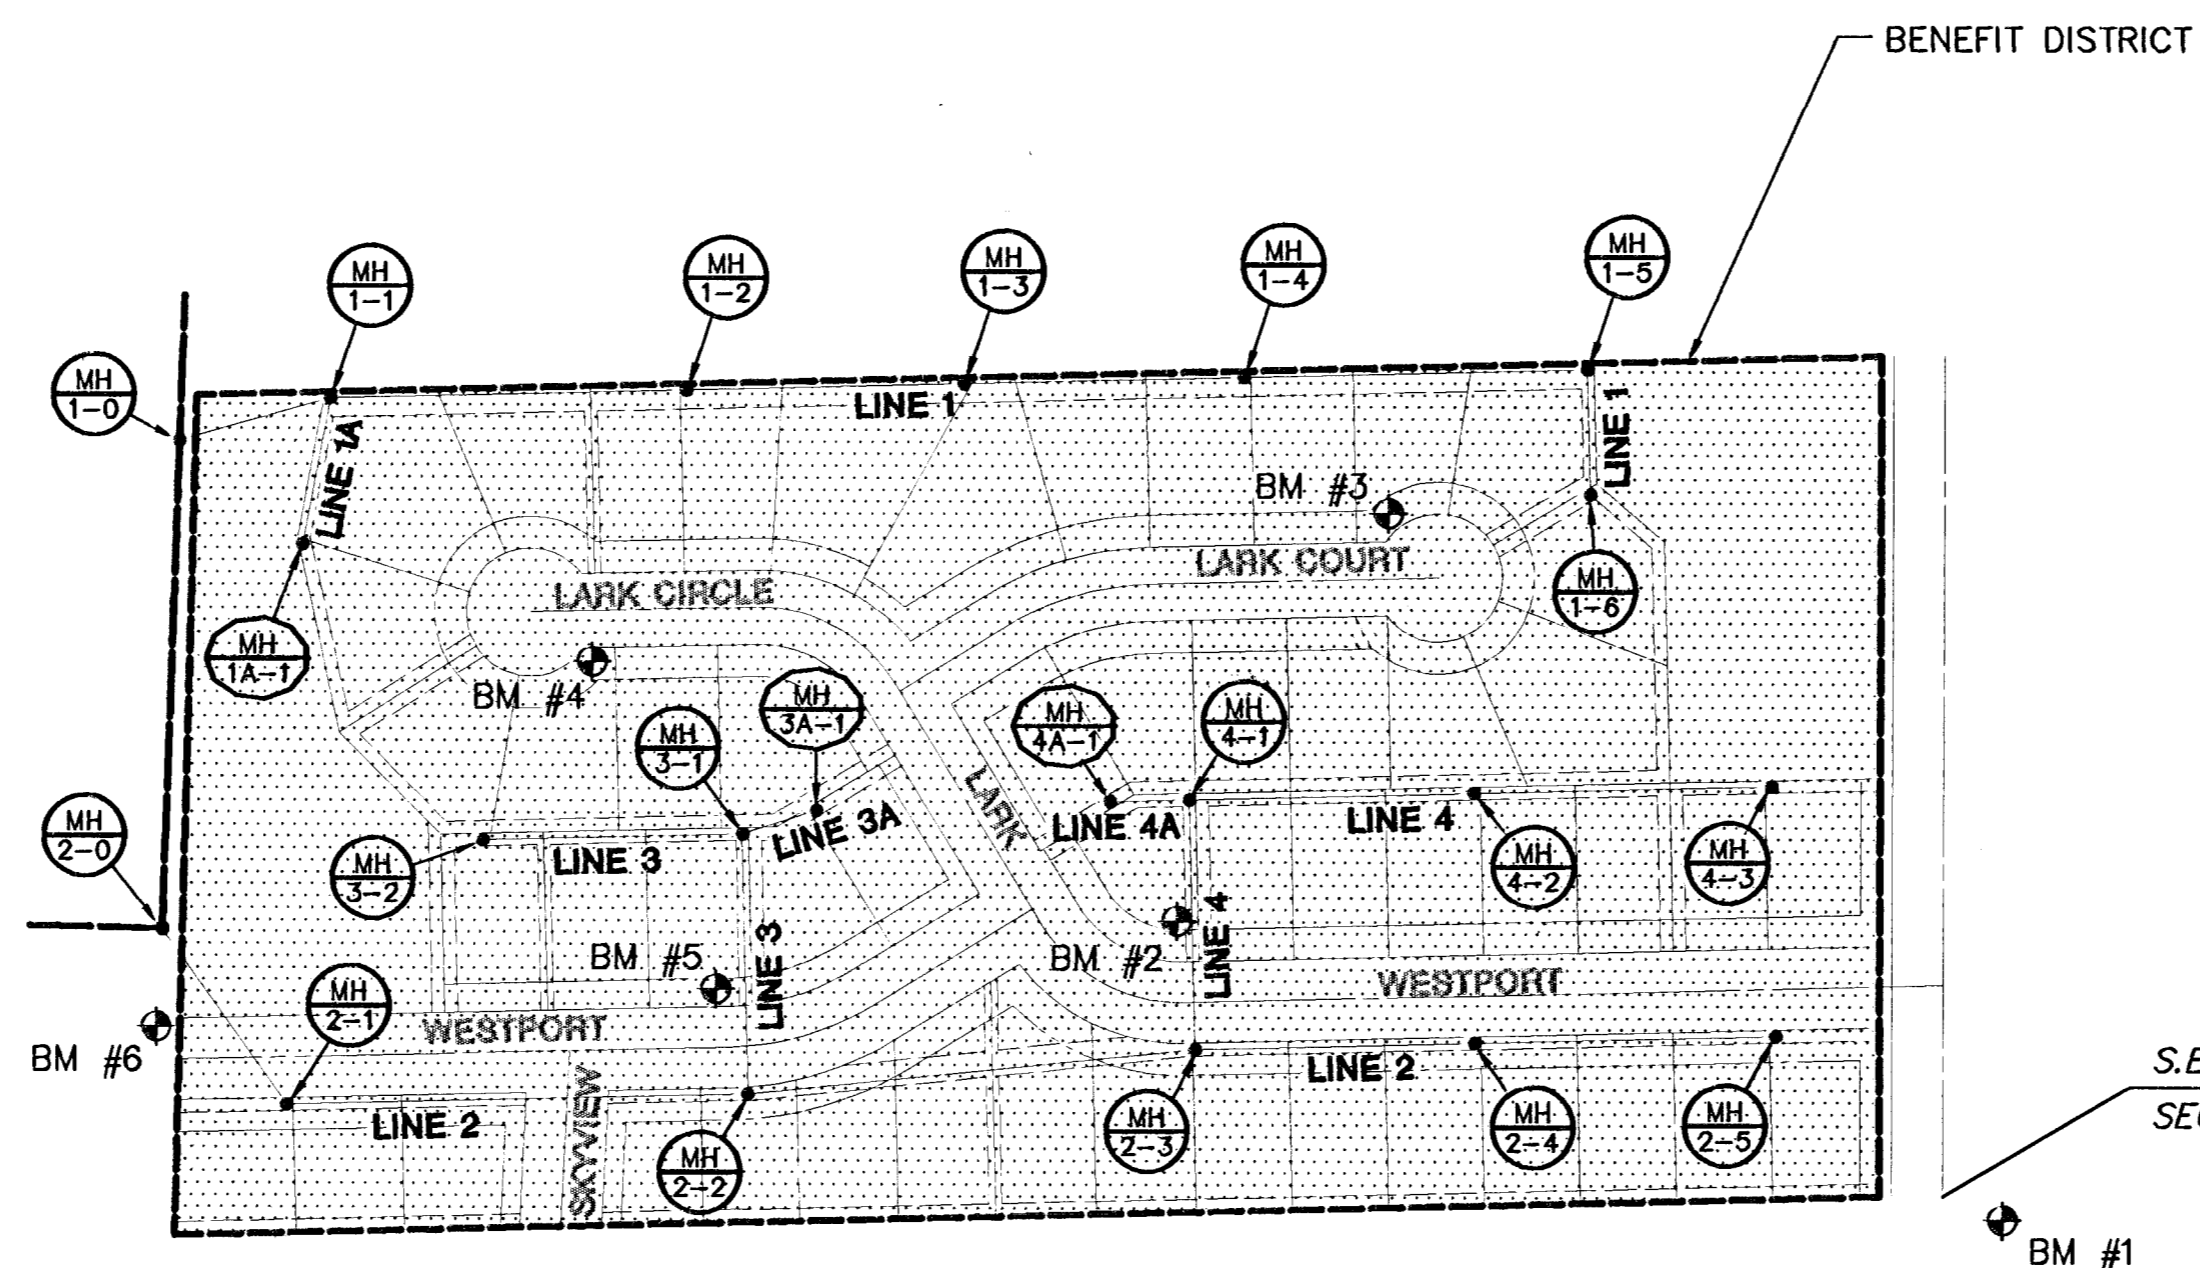 BENEFIT DISTRICT
MH
1-0
MH
1-1
MH
1-2
MH
1-3
MH
1-4
MH
1-5
LINE 1
LINE 1
LINE 1A
BM #3
LARK COURT
LARK CIRCLE
MH
1-6
MH
1A-1
BM #4
MH
3-1
MH
3A-1
MH
4A-1
MH
4-1
LARK
MH
2-0
MH
3-2
LINE 3
LINE 3A
LINE 4A
LINE 4
MH
4-2
MH
4-3
BM #5
LINE 3
BM #2
LINE 4
WESTPORT
MH
2-1
WESTPORT
BM #6
LINE 2
SKYVIEW
MH
2-2
MH
2-3
LINE 2
MH
2-4
MH
2-5
BM #1